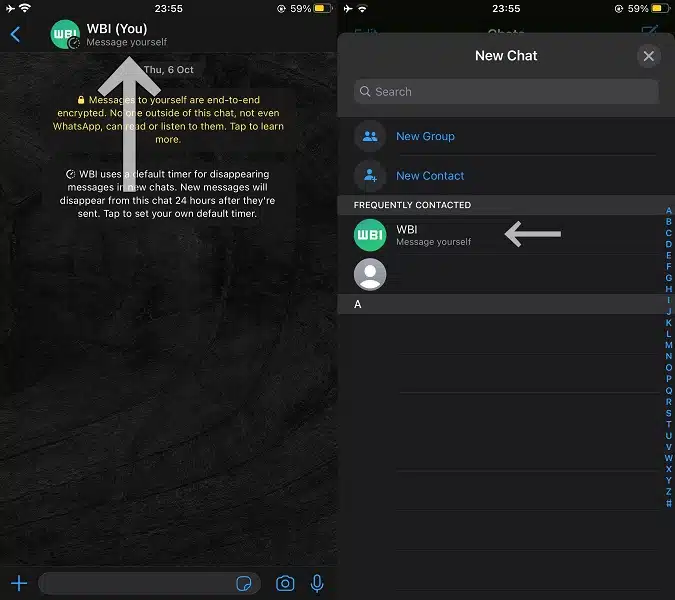 23:55
59%
WBI
WBI (You)
Message yourself
Thu, 6 Oct
Messages to yourself are end-to-end
encrypted. No one outside of this chat, not even
WhatsApp, can read or listen to them. Tap to learn
more.
WBI uses a default timer for disappearing
messages in new chats. New messages will
disappear from this chat 24 hours after they're
sent. Tap to set your own default timer.
23:55
59%
Edit
Chats
New Chat
Search
New Group
New Contact
FREQUENTLY CONTACTED
WBI
WBI
Message yourself
A
A
B
C
D
E
F
G
H
I
J
K
L
M
N
O
P
Q
R
S
T
U
V
W
X
Y
Z
#